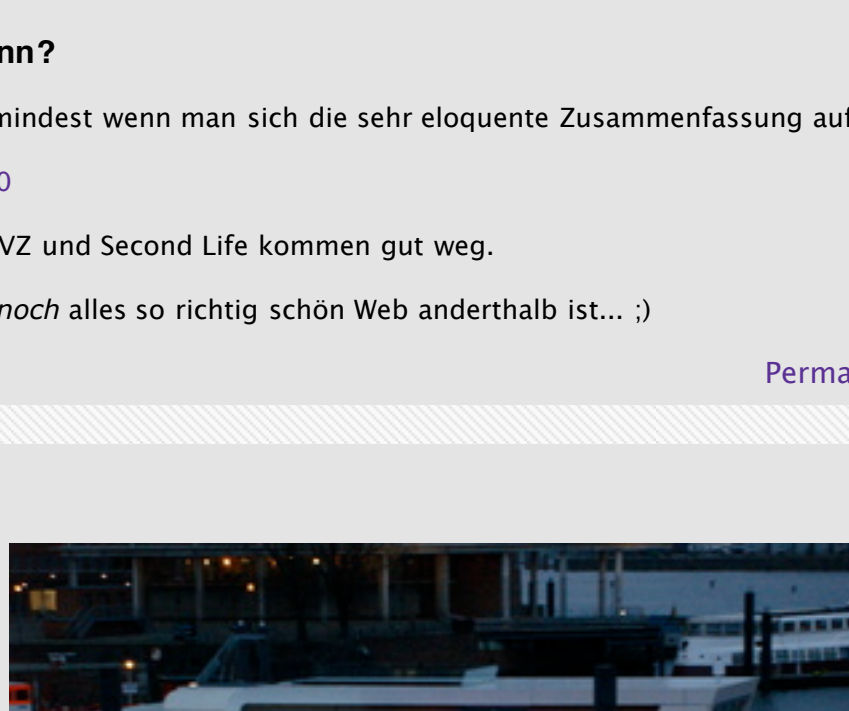 nn?
mindest wenn man sich die sehr eloquente Zusammenfassung auf
0
VZ und Second Life kommen gut weg.
noch alles so richtig schön Web anderthalb ist... ;)
Perma